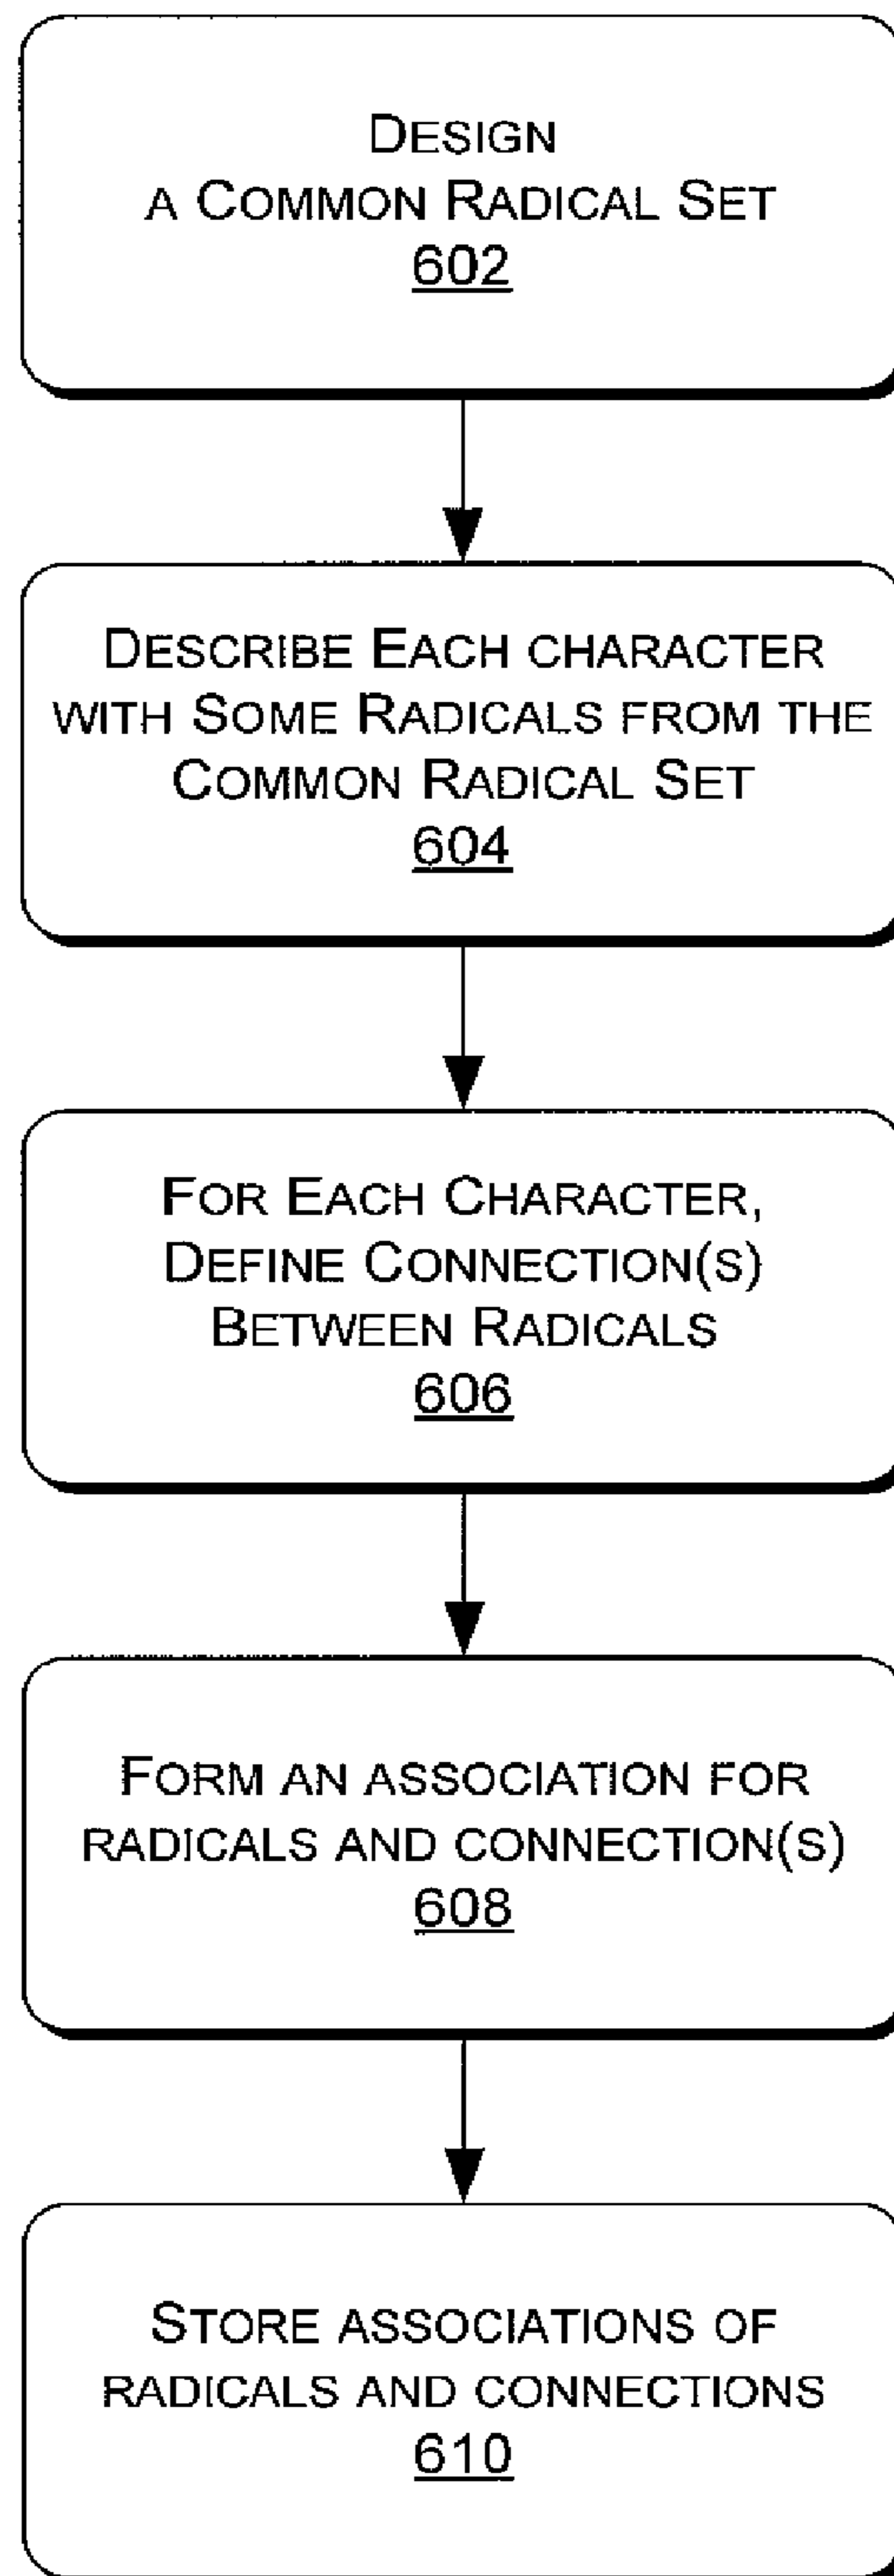 DESIGN
A COMMON RADICAL SET
602
DESCRIBE EACH CHARACTER
WITH SOME RADICALS FROM THE
COMMON RADICAL SET
604
FOR EACH CHARACTER,
DEFINE CONNECTION(S)
BETWEEN RADICALS
606
FORM AN ASSOCIATION FOR
RADICALS AND CONNECTION(S)
608
STORE ASSOCIATIONS OF
RADICALS AND CONNECTIONS
610